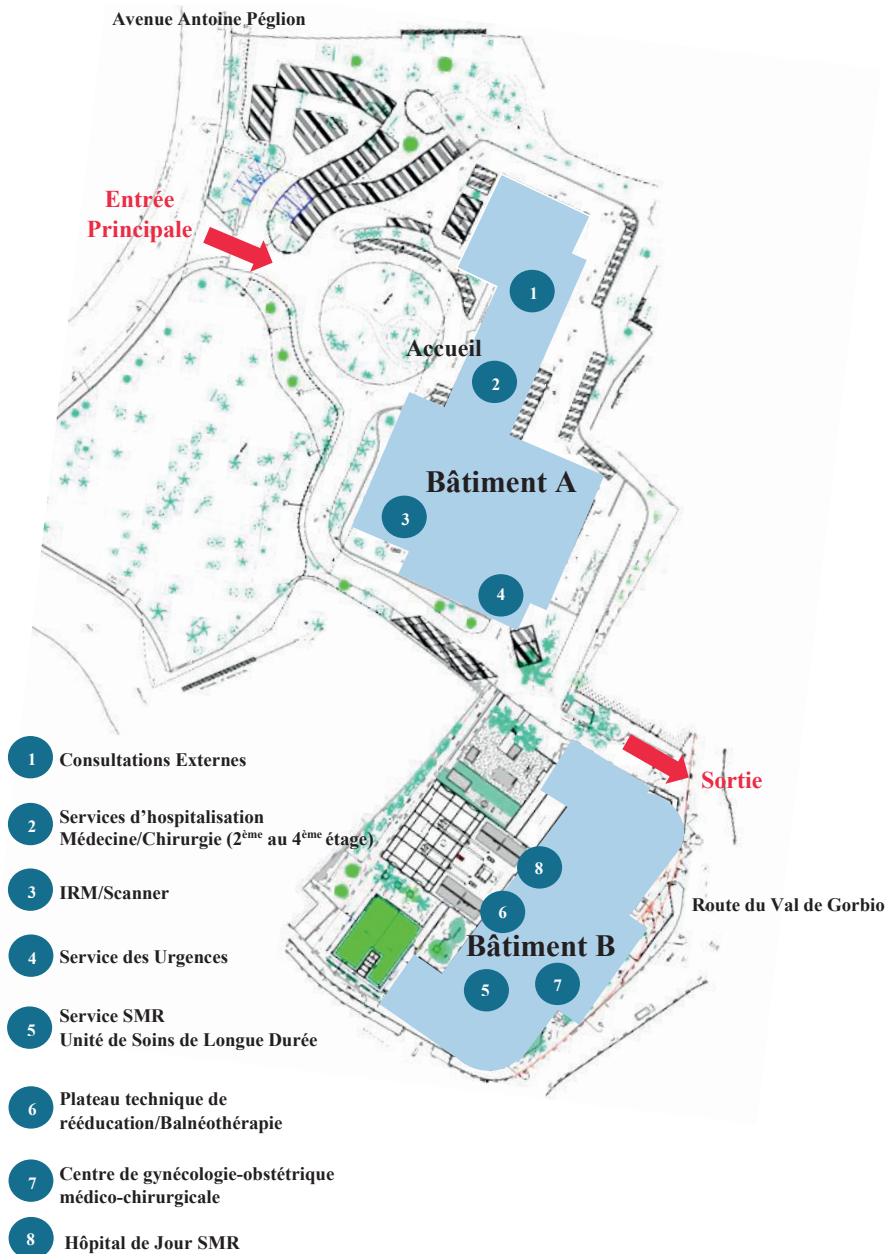 Avenue Antoine Péglion
Entrée
Principale
1
Accueil
2
Bâtiment A
3
4
Sortie
8
Route du Val de Gorbio
6
Bâtiment B
7
5
1 Consultations Externes
2 Services d’hospitalisation
Médecine/Chirurgie (2ème au 4ème étage)
3 IRM/Scanner
4 Service des Urgences
5 Service SMR
Unité de Soins de Longue Durée
6 Plateau technique de
rééducation/Balnéothérapie
7 Centre de gynécologie-obstétrique
médico-chirurgicale
8 Hôpital de Jour SMR